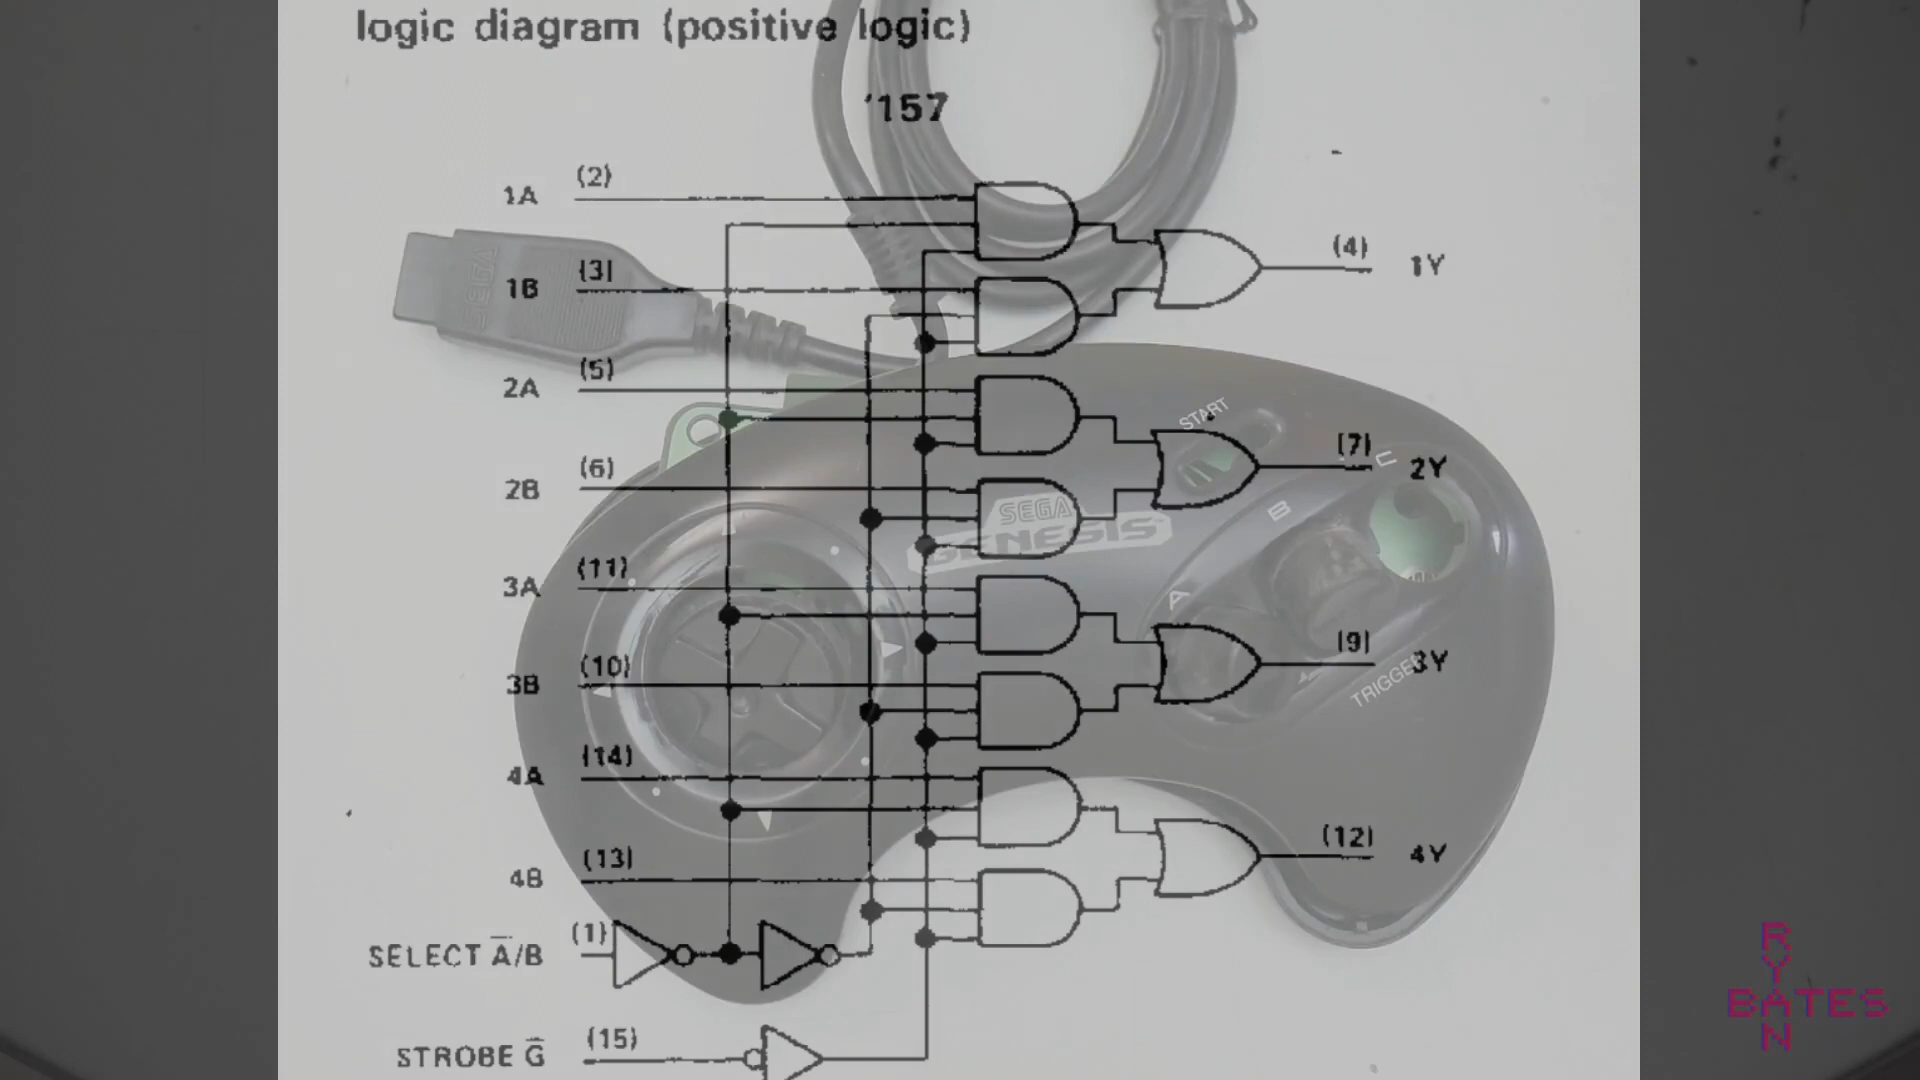 logic diagram (positive logic)
'157
1A (2)
(4) 1Y
1B (3)
SEGA
2A (5)
START
(7) 2Y
C
2B (6)
B
SEGA
GENESIS
3A (11)
A
(9) 3Y
3B (10)
TRIGGER
4A (14)
(12) 4Y
4B (13)
SELECT A̅/B (1)
STROBE G̅ (15)
RYAN
BATES